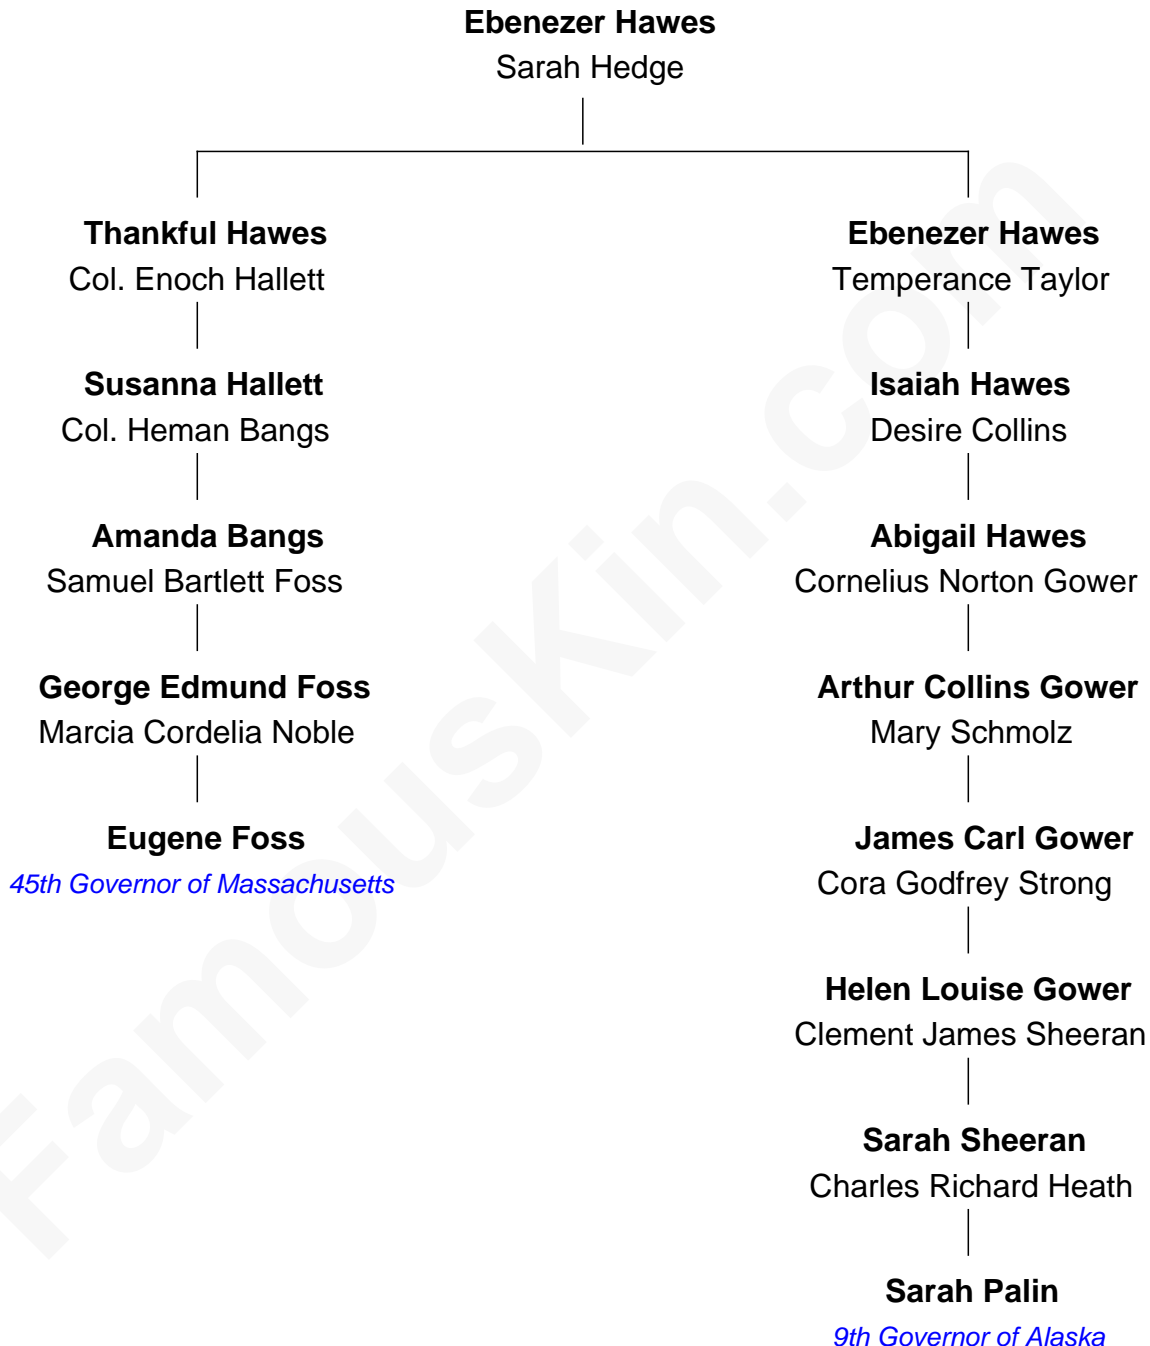 Ebenezer Hawes
Sarah Hedge
Thankful Hawes
Col. Enoch Hallett
Ebenezer Hawes
Temperance Taylor
Susanna Hallett
Col. Heman Bangs
Isaiah Hawes
Desire Collins
Amanda Bangs
Samuel Bartlett Foss
Abigail Hawes
Cornelius Norton Gower
George Edmund Foss
Marcia Cordelia Noble
Arthur Collins Gower
Mary Schmolz
Eugene Foss
45th Governor of Massachusetts
James Carl Gower
Cora Godfrey Strong
Helen Louise Gower
Clement James Sheeran
Sarah Sheeran
Charles Richard Heath
Sarah Palin
9th Governor of Alaska
FamousKin.com